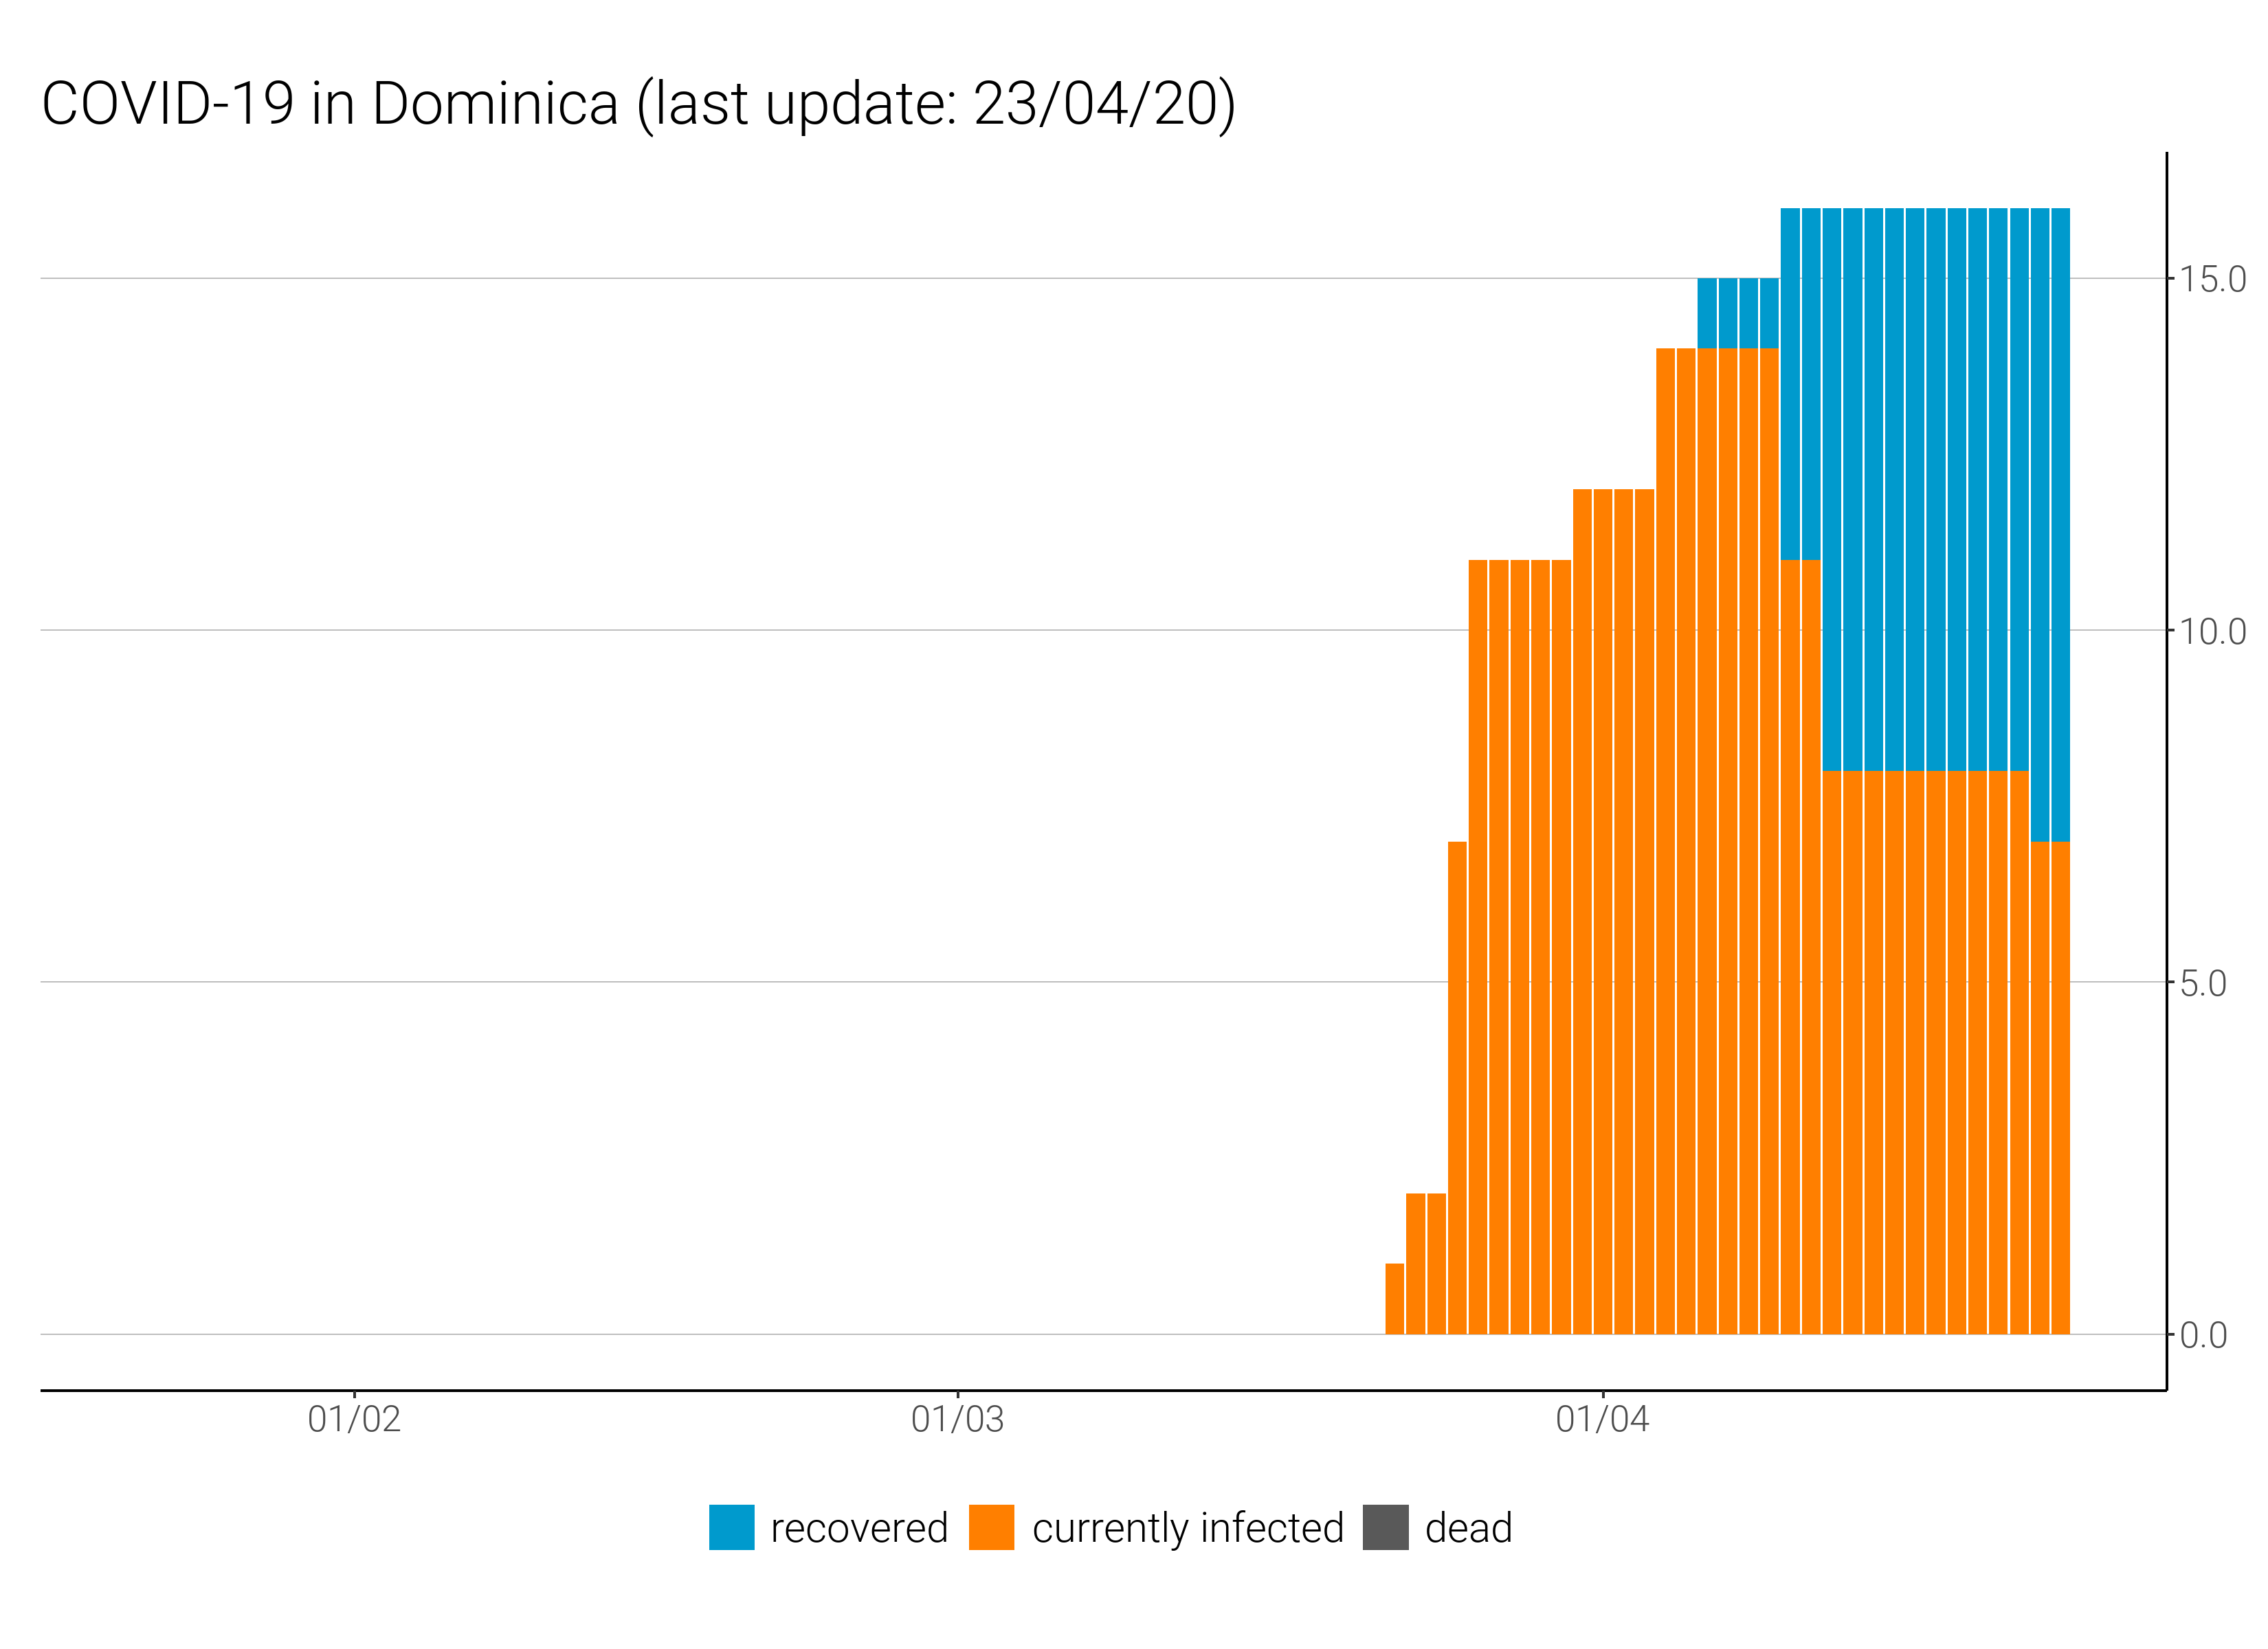 COVID-19 in Dominica (last update: 23/04/20)
15.0
10.0
5.0
0.0
01/02 01/03 01/04
recovered currently infected dead